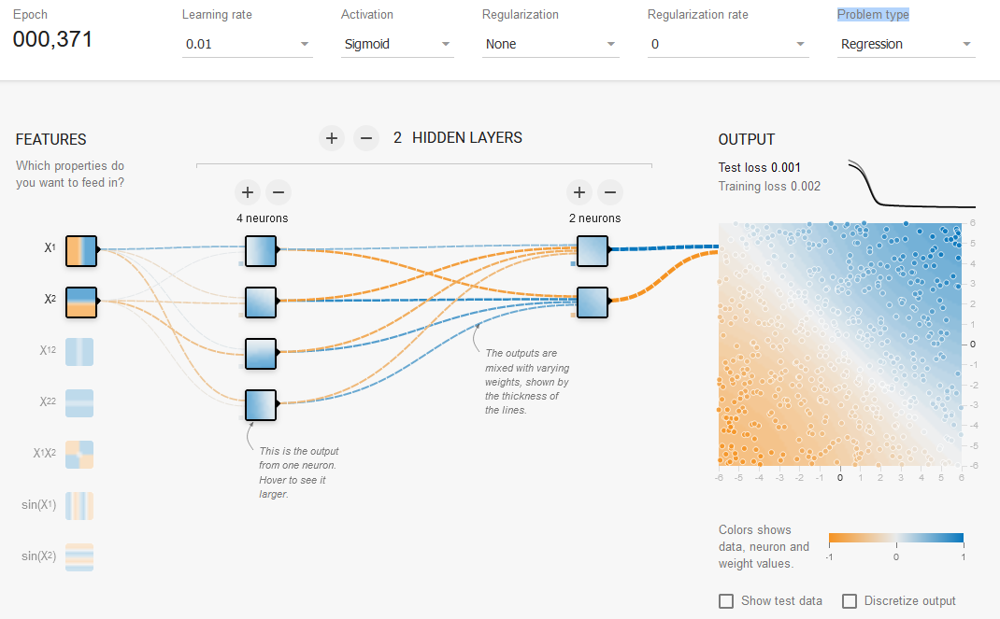 Epoch
000,371
Learning rate
0.01
Activation
Sigmoid
Regularization
None
Regularization rate
0
Problem type
Regression
FEATURES
Which properties do
you want to feed in?
+ − 2 HIDDEN LAYERS
+ −
4 neurons
+ −
2 neurons
X1
X2
X12
X22
X1X2
sin(X1)
sin(X2)
The outputs are
mixed with varying
weights, shown by
the thickness of
the lines.
This is the output
from one neuron.
Hover to see it
larger.
OUTPUT
Test loss 0.001
Training loss 0.002
6
5
4
3
2
1
0
-1
-2
-3
-4
-5
-6
-6 -5 -4 -3 -2 -1 0 1 2 3 4 5 6
Colors shows
data, neuron and
weight values.
-1 0 1
Show test data
Discretize output